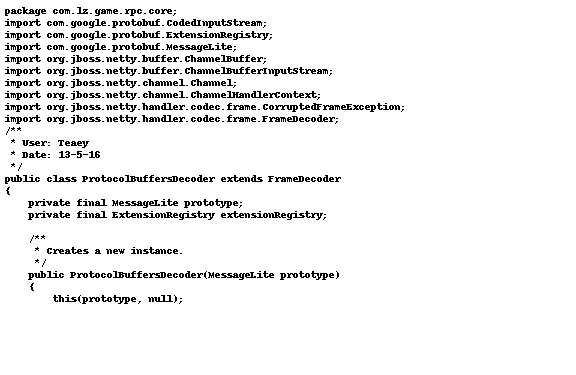 package com.lz.game.rpc.core;
import com.google.protobuf.CodedInputStream;
import com.google.protobuf.ExtensionRegistry;
import com.google.protobuf.MessageLite;
import org.jboss.netty.buffer.ChannelBuffer;
import org.jboss.netty.buffer.ChannelBufferInputStream;
import org.jboss.netty.channel.Channel;
import org.jboss.netty.channel.ChannelHandlerContext;
import org.jboss.netty.handler.codec.frame.CorruptedFrameException;
import org.jboss.netty.handler.codec.frame.FrameDecoder;
/**
 * User: Teaey
 * Date: 13-5-16
 */
public class ProtocolBuffersDecoder extends FrameDecoder
{
    private final MessageLite prototype;
    private final ExtensionRegistry extensionRegistry;

    /**
     * Creates a new instance.
     */
    public ProtocolBuffersDecoder(MessageLite prototype)
    {
        this(prototype, null);